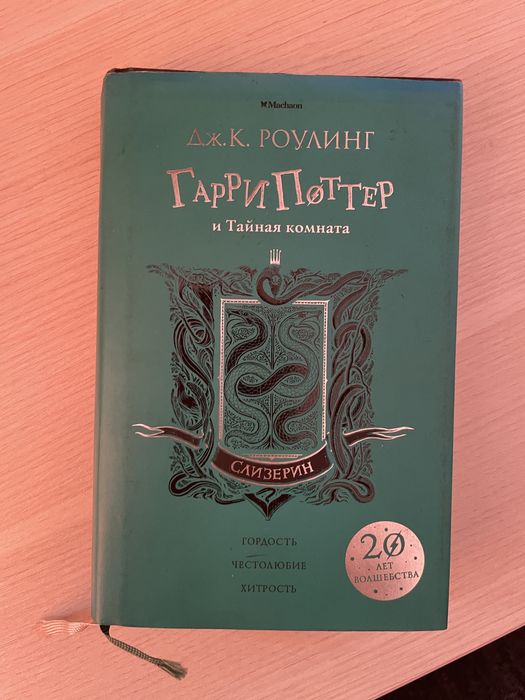 Machaon
Дж.К. РОУЛИНГ
ГАРРИ ПОТТЕР
и Тайная комната
СЛИЗЕРИН
ГОРДОСТЬ
ЧЕСТОЛЮБИЕ
ХИТРОСТЬ
20
ЛЕТ
ВОЛШЕБСТВА